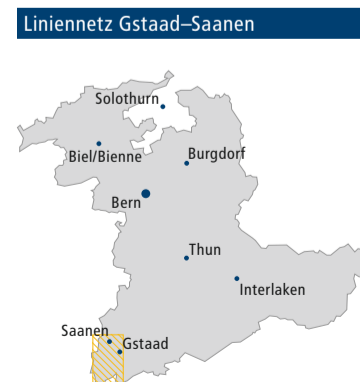 Liniennetz Gstaad–Saanen
Solothurn
Biel/Bienne
Burgdorf
Bern
Thun
Interlaken
Saanen
Gstaad